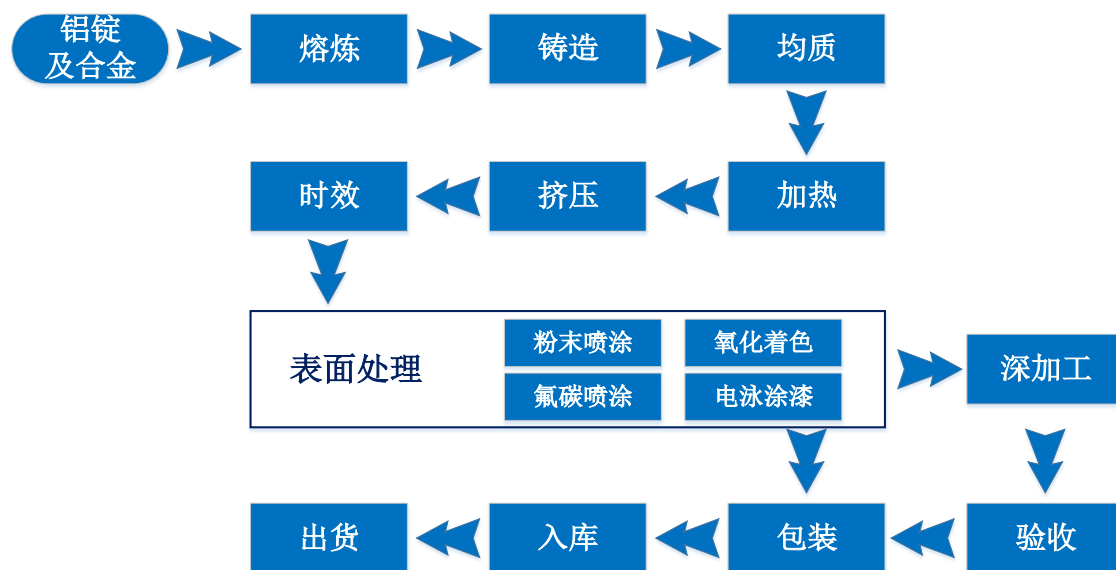 铝锭
及合金
熔炼
铸造
均质
时效
挤压
加热
表面处理
粉末喷涂
氧化着色
氟碳喷涂
电泳涂漆
深加工
出货
入库
包装
验收